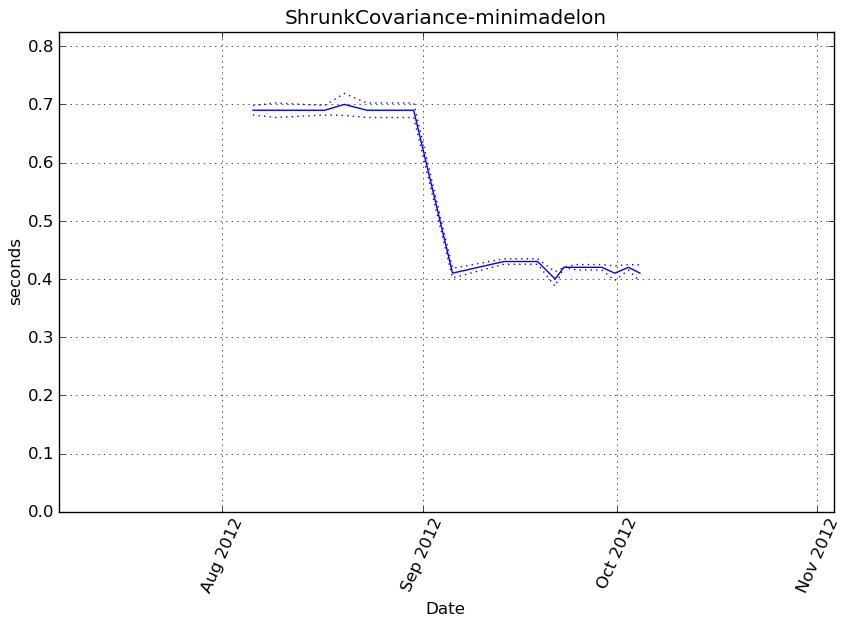 ShrunkCovariance-minimadelon
0.8
0.7
0.6
0.5
0.4
0.3
0.2
0.1
0.0
seconds
Aug 2012
Sep 2012
Oct 2012
Nov 2012
Date